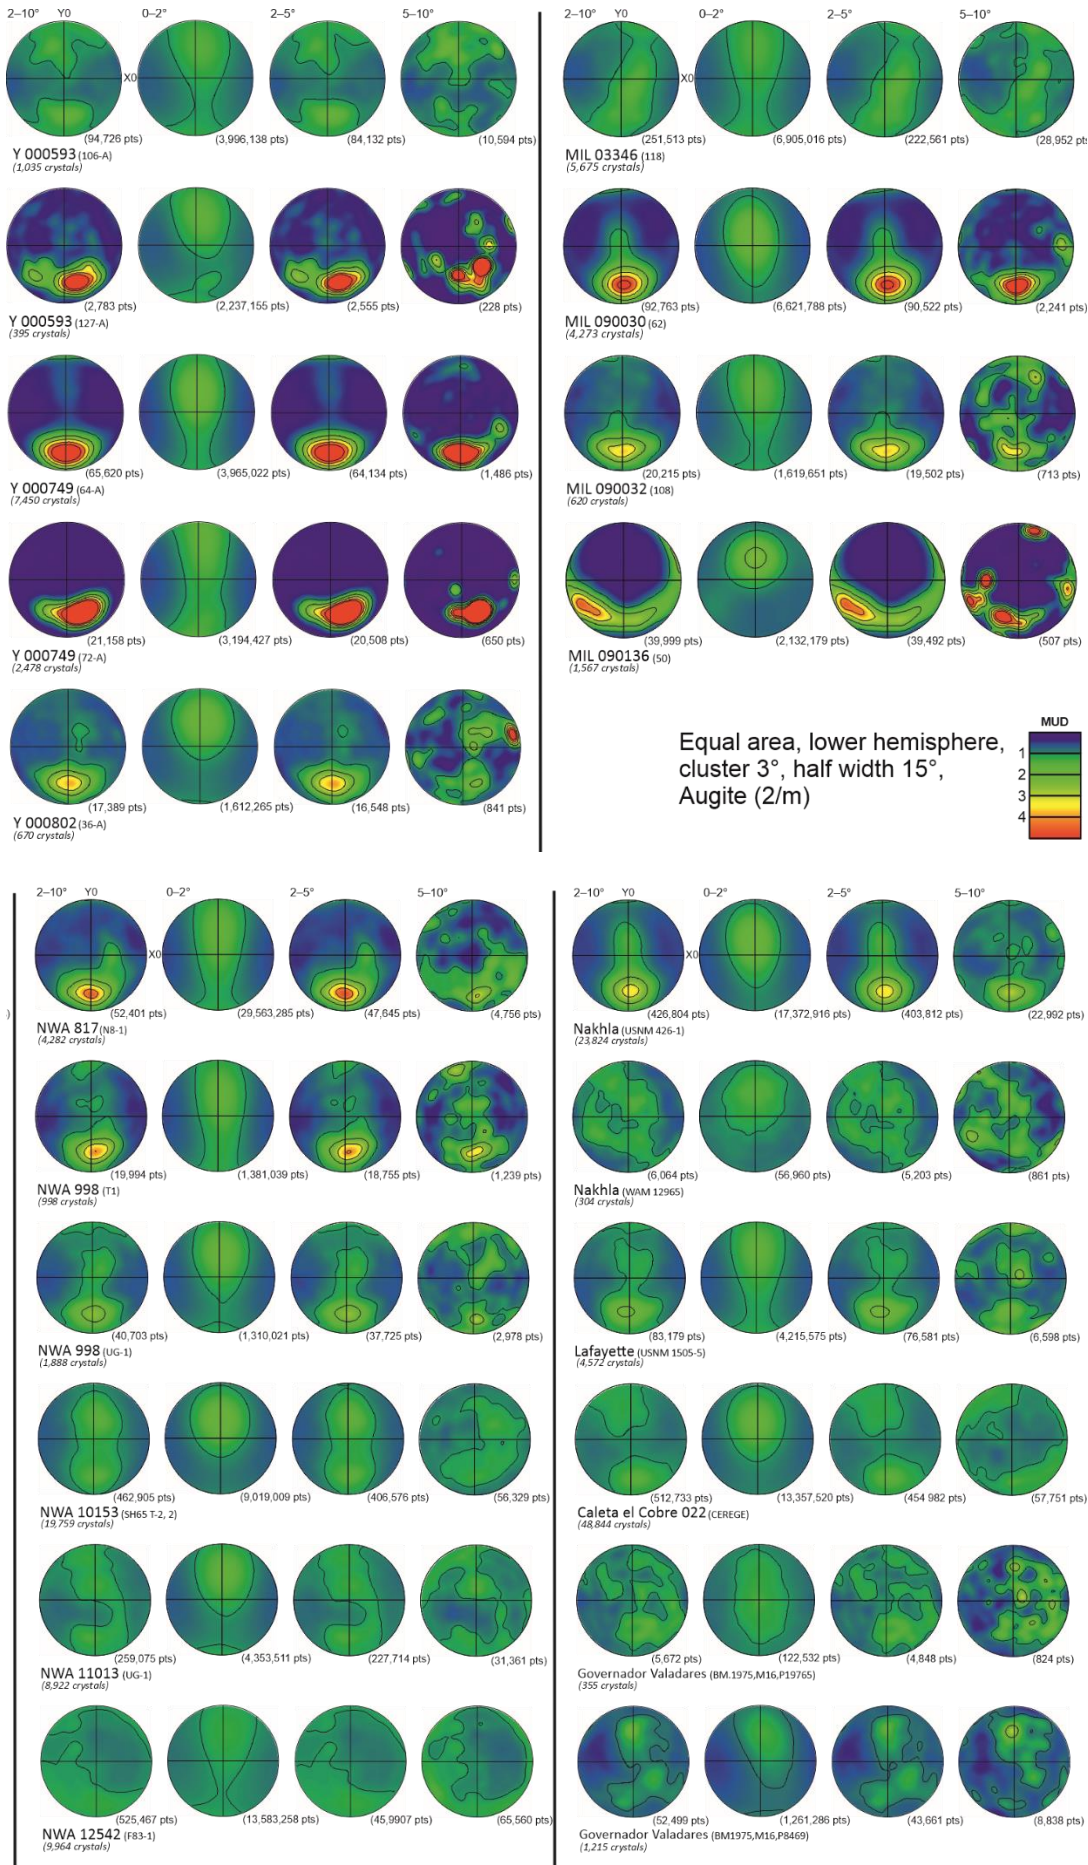 2–10° Y0 0–2° 2–5° 5–10°
X0
(94,726 pts) (3,996,138 pts) (84,132 pts) (10,594 pts)
Y 000593 (106-A)
(1,035 crystals)
(2,783 pts) (2,237,155 pts) (2,555 pts) (228 pts)
Y 000593 (127-A)
(395 crystals)
(65,620 pts) (3,965,022 pts) (64,134 pts) (1,486 pts)
Y 000749 (64-A)
(7,450 crystals)
(21,158 pts) (3,194,427 pts) (20,508 pts) (650 pts)
Y 000749 (72-A)
(2,478 crystals)
(17,389 pts) (1,612,265 pts) (16,548 pts) (841 pts)
Y 000802 (36-A)
(670 crystals)
2–10° Y0 0–2° 2–5° 5–10°
X0
(251,513 pts) (6,905,016 pts) (222,561 pts) (28,952 pts
MIL 03346 (118)
(5,675 crystals)
(92,763 pts) (6,621,788 pts) (90,522 pts) (2,241 pts)
MIL 090030 (62)
(4,273 crystals)
(20,215 pts) (1,619,651 pts) (19,502 pts) (713 pts)
MIL 090032 (108)
(620 crystals)
(39,999 pts) (2,132,179 pts) (39,492 pts) (507 pts)
MIL 090136 (50)
(1,567 crystals)
Equal area, lower hemisphere,
cluster 3°, half width 15°,
Augite (2/m)
MUD
1
2
3
4
2–10° Y0 0–2° 2–5° 5–10°
X0
(52,401 pts) (29,563,285 pts) (47,645 pts) (4,756 pts)
NWA 817 (N8-1)
(4,282 crystals)
(19,994 pts) (1,381,039 pts) (18,755 pts) (1,239 pts)
NWA 998 (T1)
(998 crystals)
(40,703 pts) (1,310,021 pts) (37,725 pts) (2,978 pts)
NWA 998 (UG-1)
(1,888 crystals)
(462,905 pts) (9,019,009 pts) (406,576 pts) (56,329 pts)
NWA 10153 (SH65 T-2, 2)
(19,759 crystals)
(259,075 pts) (4,353,511 pts) (227,714 pts) (31,361 pts)
NWA 11013 (UG-1)
(8,922 crystals)
(525,467 pts) (13,583,258 pts) (45,9907 pts) (65,560 pts)
NWA 12542 (F83-1)
(9,964 crystals)
2–10° Y0 0–2° 2–5° 5–10°
X0
(426,804 pts) (17,372,916 pts) (403,812 pts) (22,992 pts)
Nakhla (USNM 426-1)
(23,824 crystals)
(6,064 pts) (56,960 pts) (5,203 pts) (861 pts)
Nakhla (WAM 12965)
(304 crystals)
(83,179 pts) (4,215,575 pts) (76,581 pts) (6,598 pts)
Lafayette (USNM 1505-5)
(4,572 crystals)
(512,733 pts) (13,357,520 pts) (454 982 pts) (57,751 pts)
Caleta el Cobre 022 (CEREGE)
(48,844 crystals)
(5,672 pts) (122,532 pts) (4,848 pts) (824 pts)
Governador Valadares (BM.1975,M16,P19765)
(355 crystals)
(52,499 pts) (1,261,286 pts) (43,661 pts) (8,838 pts)
Governador Valadares (BM1975,M16,P8469)
(1,215 crystals)